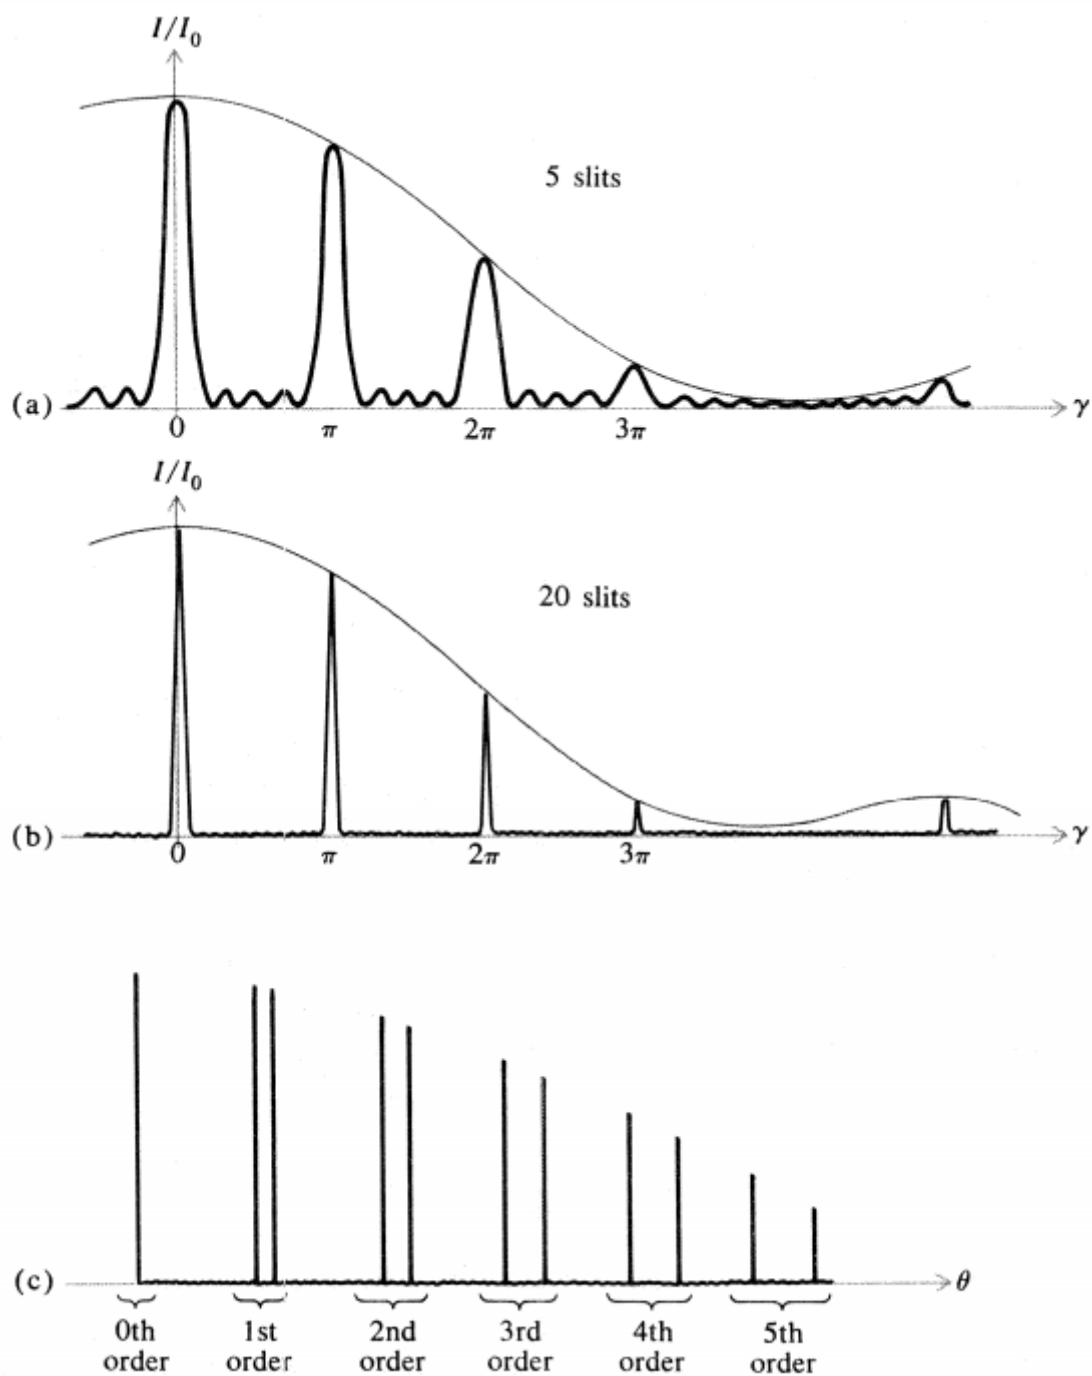 I/I₀
5 slits
(a)
γ
0 π 2π 3π
I/I₀
20 slits
(b)
γ
0 π 2π 3π
(c)
θ
0th 1st 2nd 3rd 4th 5th
order order order order order order